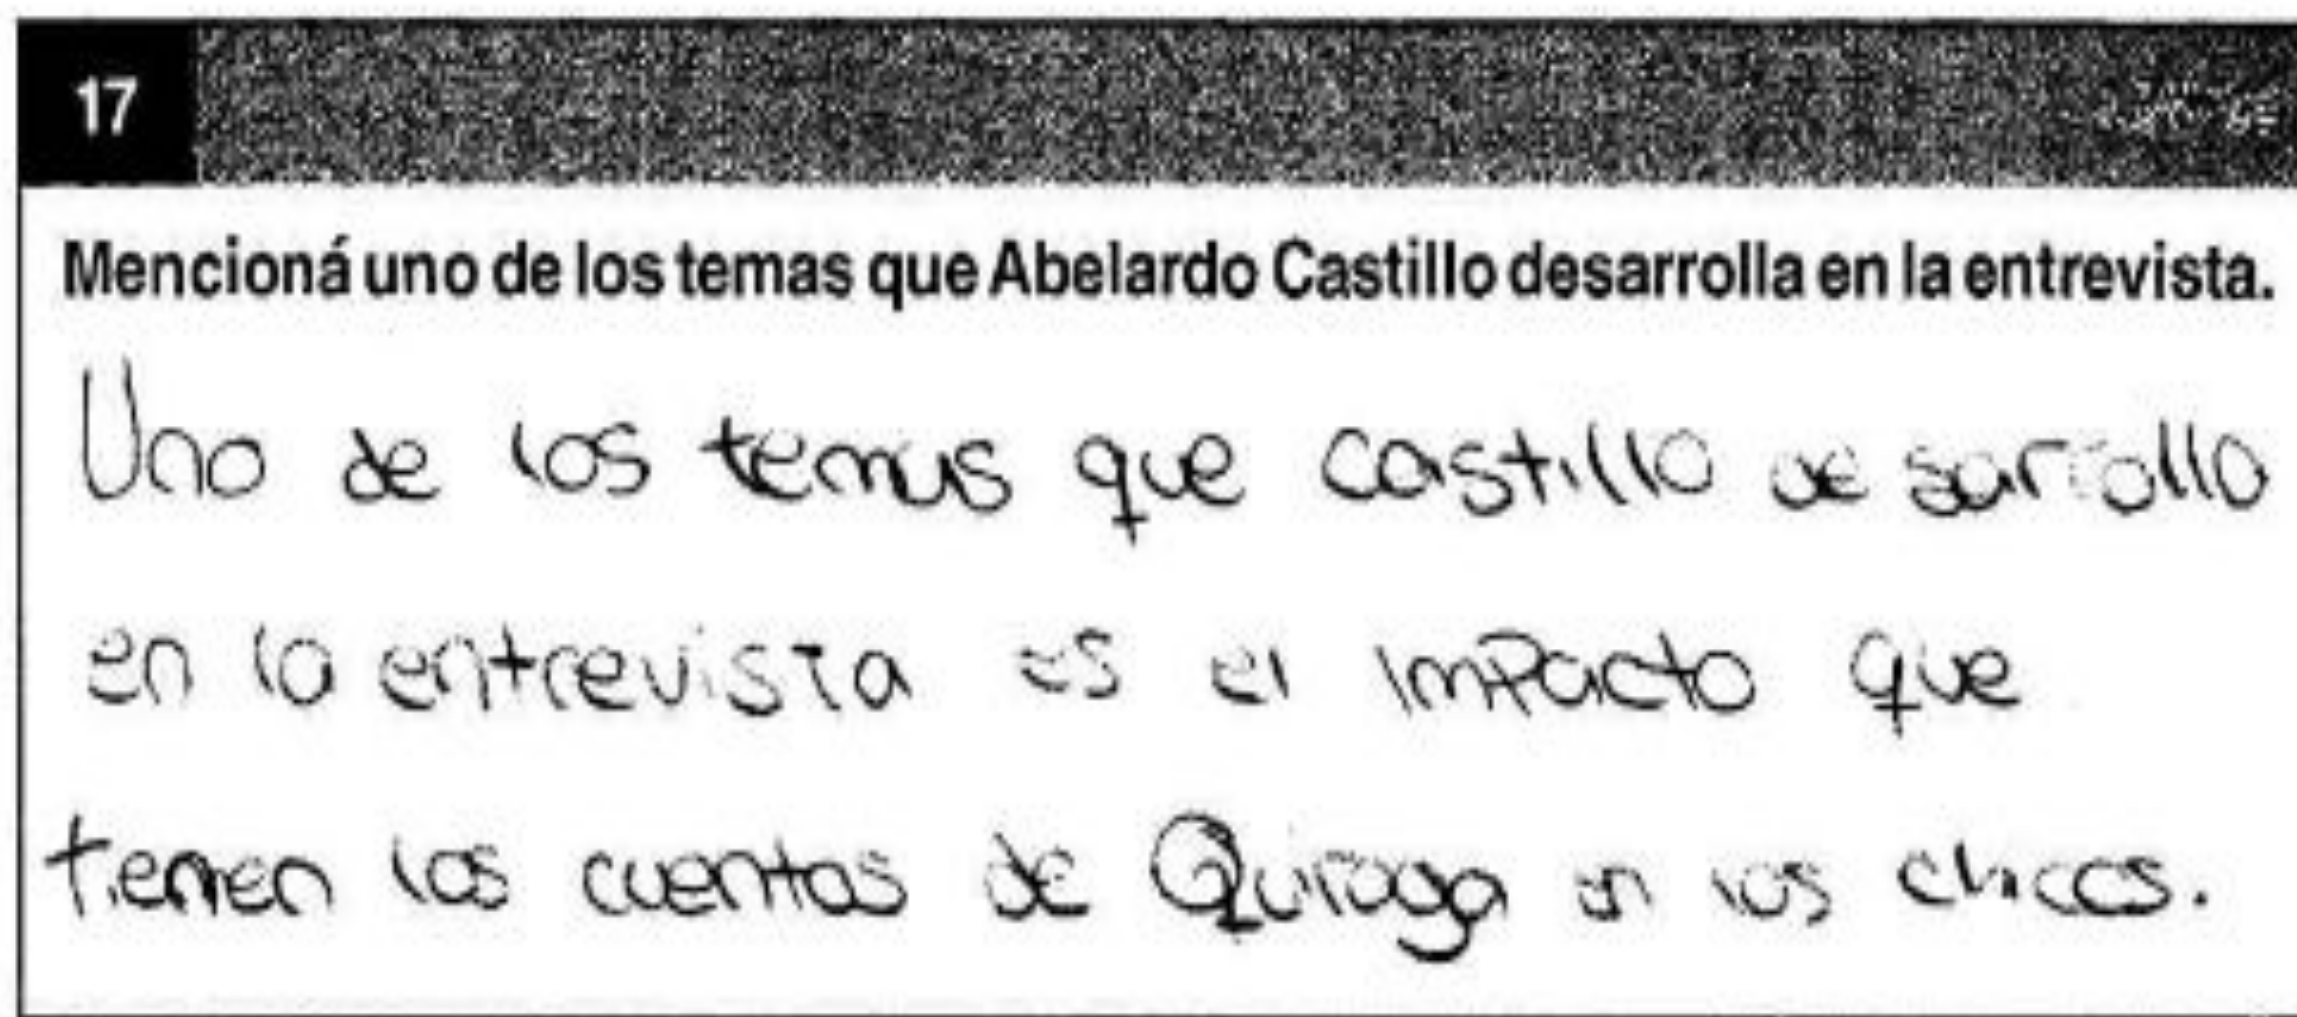 17
Mencioná uno de los temas que Abelardo Castillo desarrolla en la entrevista.
Uno de los temas que Castillo desarrolla
en la entrevista es el impacto que
tienen los cuentos de Quiroga en los chicos.